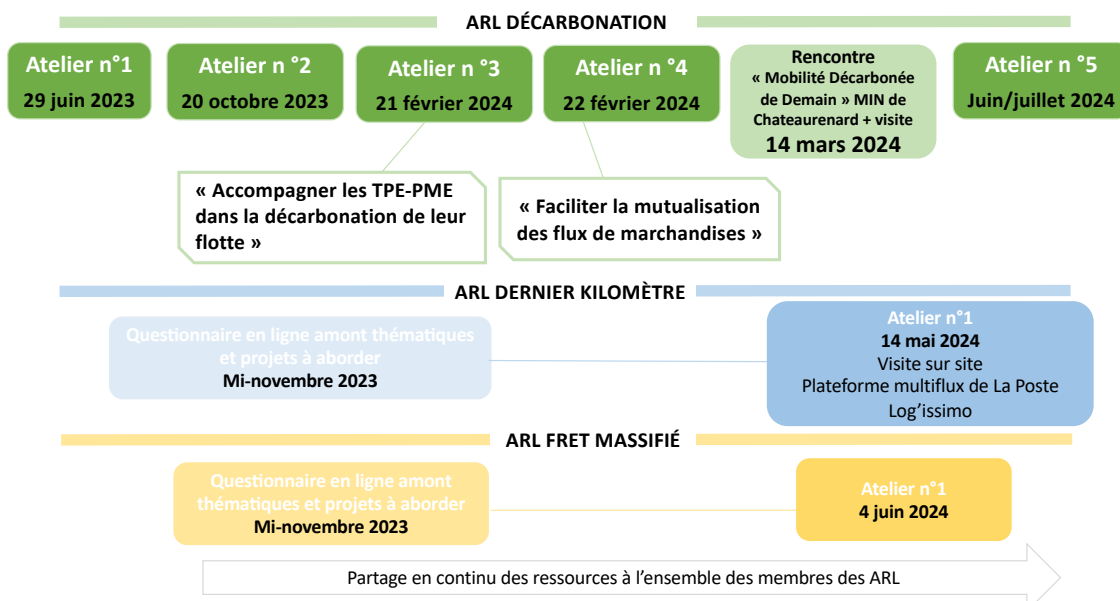 ARL DÉCARBONATION
Atelier n°1
29 juin 2023
Atelier n °2
20 octobre 2023
Atelier n °3
21 février 2024
Atelier n °4
22 février 2024
Rencontre
« Mobilité Décarbonée
de Demain » MIN de
Chateaurenard + visite
14 mars 2024
Atelier n °5
Juin/juillet 2024
« Accompagner les TPE-PME
dans la décarbonation de leur
flotte »
« Faciliter la mutualisation
des flux de marchandises »
ARL DERNIER KILOMÈTRE
Questionnaire en ligne amont thématiques
et projets à aborder
Mi-novembre 2023
Atelier n°1
14 mai 2024
Visite sur site
Plateforme multiflux de La Poste
Log’issimo
ARL FRET MASSIFIÉ
Questionnaire en ligne amont
thématiques et projets à aborder
Mi-novembre 2023
Atelier n°1
4 juin 2024
Partage en continu des ressources à l’ensemble des membres des ARL